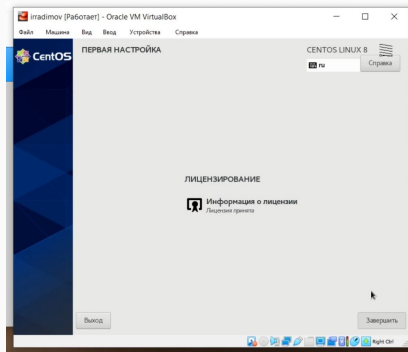 irradimov [Работает] - Oracle VM VirtualBox
Файл Машина Вид Ввод Устройства Справка
CentOS
ПЕРВАЯ НАСТРОЙКА
CENTOS LINUX 8
ru
Справка
ЛИЦЕНЗИРОВАНИЕ
Информация о лицензии
Лицензия принята
Выход
Завершить
Right Ctrl